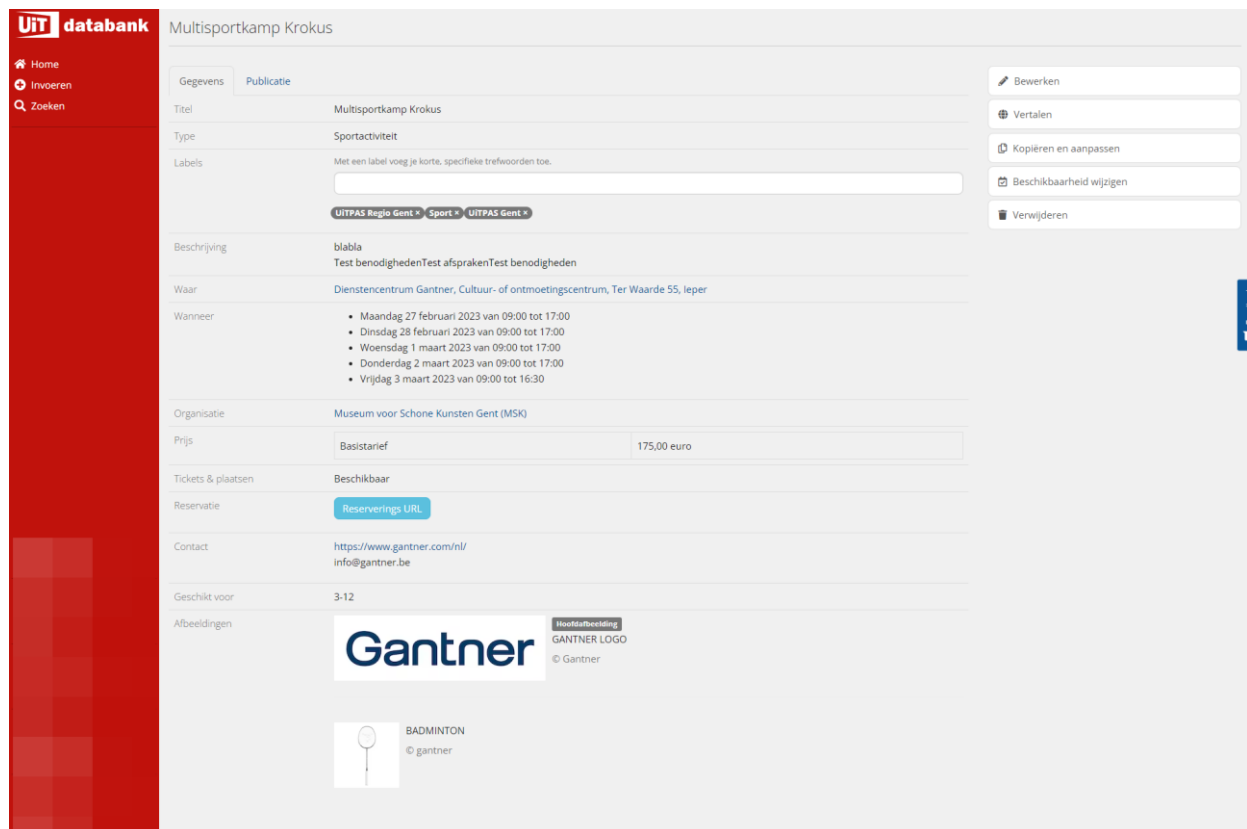 UiT databank
Home
Invoeren
Zoeken
Multisportkamp Krokus
Gegevens Publicatie
Titel Multisportkamp Krokus
Type Sportactiviteit
Labels Met een label voeg je korte, specifieke trefwoorden toe.
UiTPAS Regio Gent × Sport × UiTPAS Gent ×
Beschrijving blabla
Test benodighedenTest afsprakenTest benodigheden
Waar Dienstencentrum Gantner, Cultuur- of ontmoetingscentrum, Ter Waarde 55, Ieper
Wanneer • Maandag 27 februari 2023 van 09:00 tot 17:00
• Dinsdag 28 februari 2023 van 09:00 tot 17:00
• Woensdag 1 maart 2023 van 09:00 tot 17:00
• Donderdag 2 maart 2023 van 09:00 tot 17:00
• Vrijdag 3 maart 2023 van 09:00 tot 16:30
Organisatie Museum voor Schone Kunsten Gent (MSK)
Prijs Basistarief 175,00 euro
Tickets & plaatsen Beschikbaar
Reservatie Reserverings URL
Contact https://www.gantner.com/nl/
info@gantner.be
Geschikt voor 3-12
Afbeeldingen Gantner Hoofdafbeelding
GANTNER LOGO
© Gantner
BADMINTON
© gantner
Bewerken
Vertalen
Kopiëren en aanpassen
Beschikbaarheid wijzigen
Verwijderen